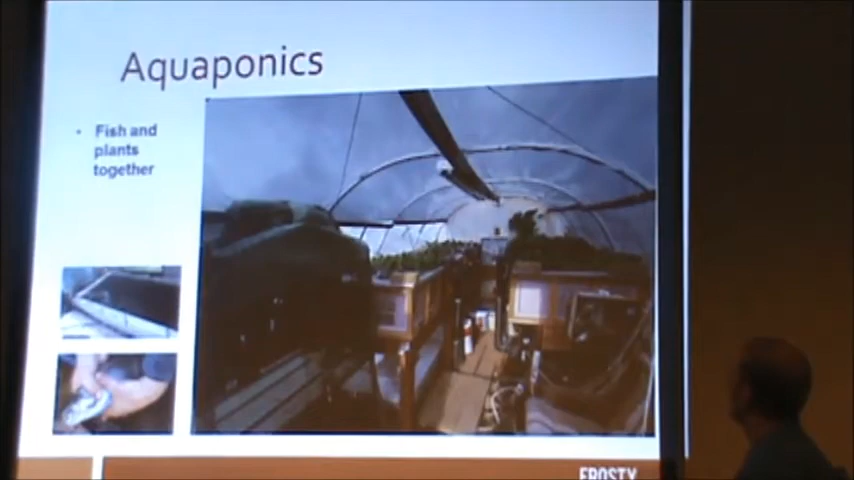 Aquaponics
• Fish and
plants
together
FROSTY